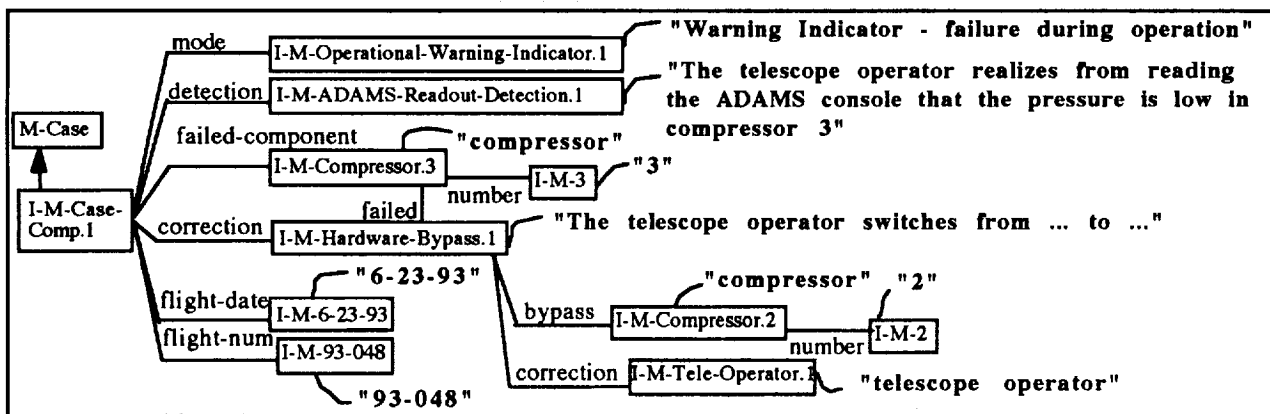 mode
I-M-Operational-Warning-Indicator.1
"Warning Indicator - failure during operation"
detection
I-M-ADAMS-Readout-Detection.1
"The telescope operator realizes from reading
the ADAMS console that the pressure is low in
compressor 3"
M-Case
failed-component
"compressor"
I-M-Compressor.3
number
I-M-3
"3"
I-M-Case-
Comp.1
failed
correction
I-M-Hardware-Bypass.1
"The telescope operator switches from ... to ..."
"6-23-93"
flight-date
I-M-6-23-93
flight-num
I-M-93-048
"93-048"
"compressor"
"2"
bypass
I-M-Compressor.2
number
I-M-2
correction
I-M-Tele-Operator.1
"telescope operator"